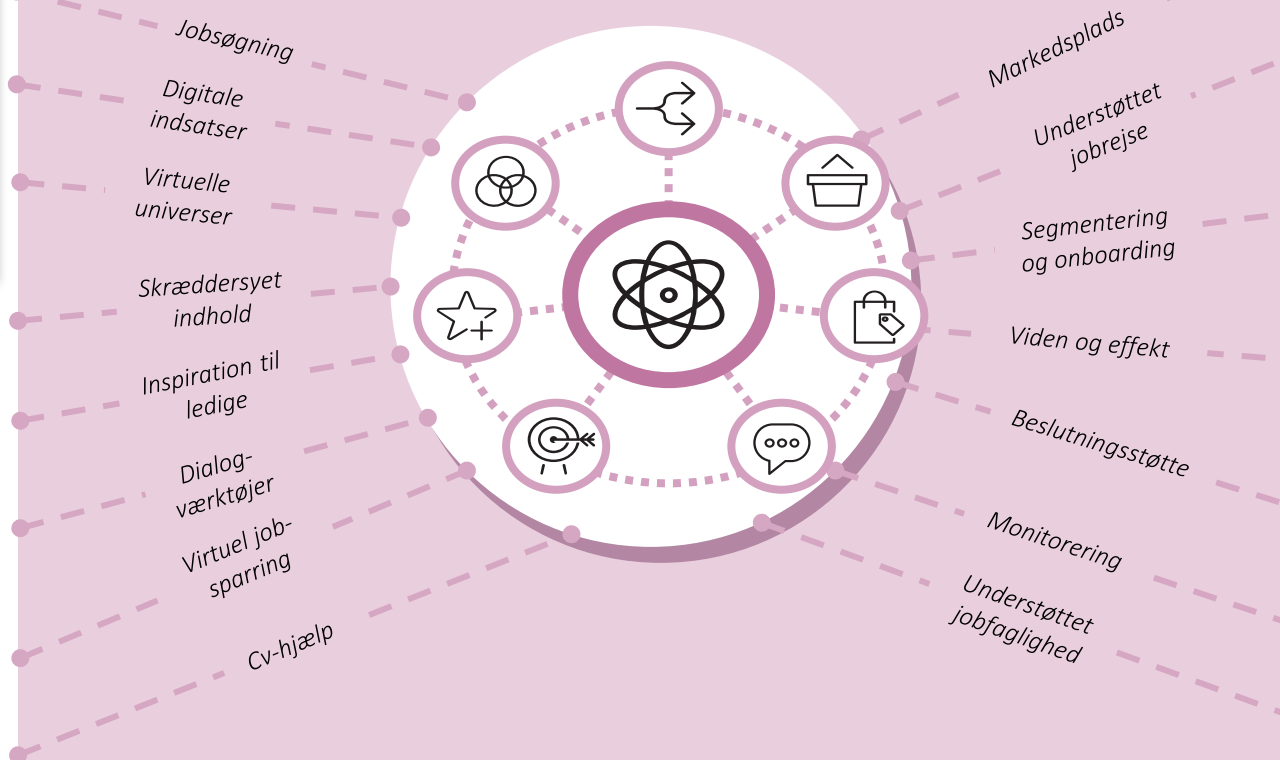 Jobsøgning
Digitale
indsatser
Virtuelle
universer
Skræddersyet
indhold
Inspiration til
ledige
Dialog-
værktøjer
Virtuel job-
sparring
Cv-hjælp
Markedsplads
Understøttet
jobrejse
Segmentering
og onboarding
Viden og effekt
Beslutningsstøtte
Monitorering
Understøttet
jobfaglighed